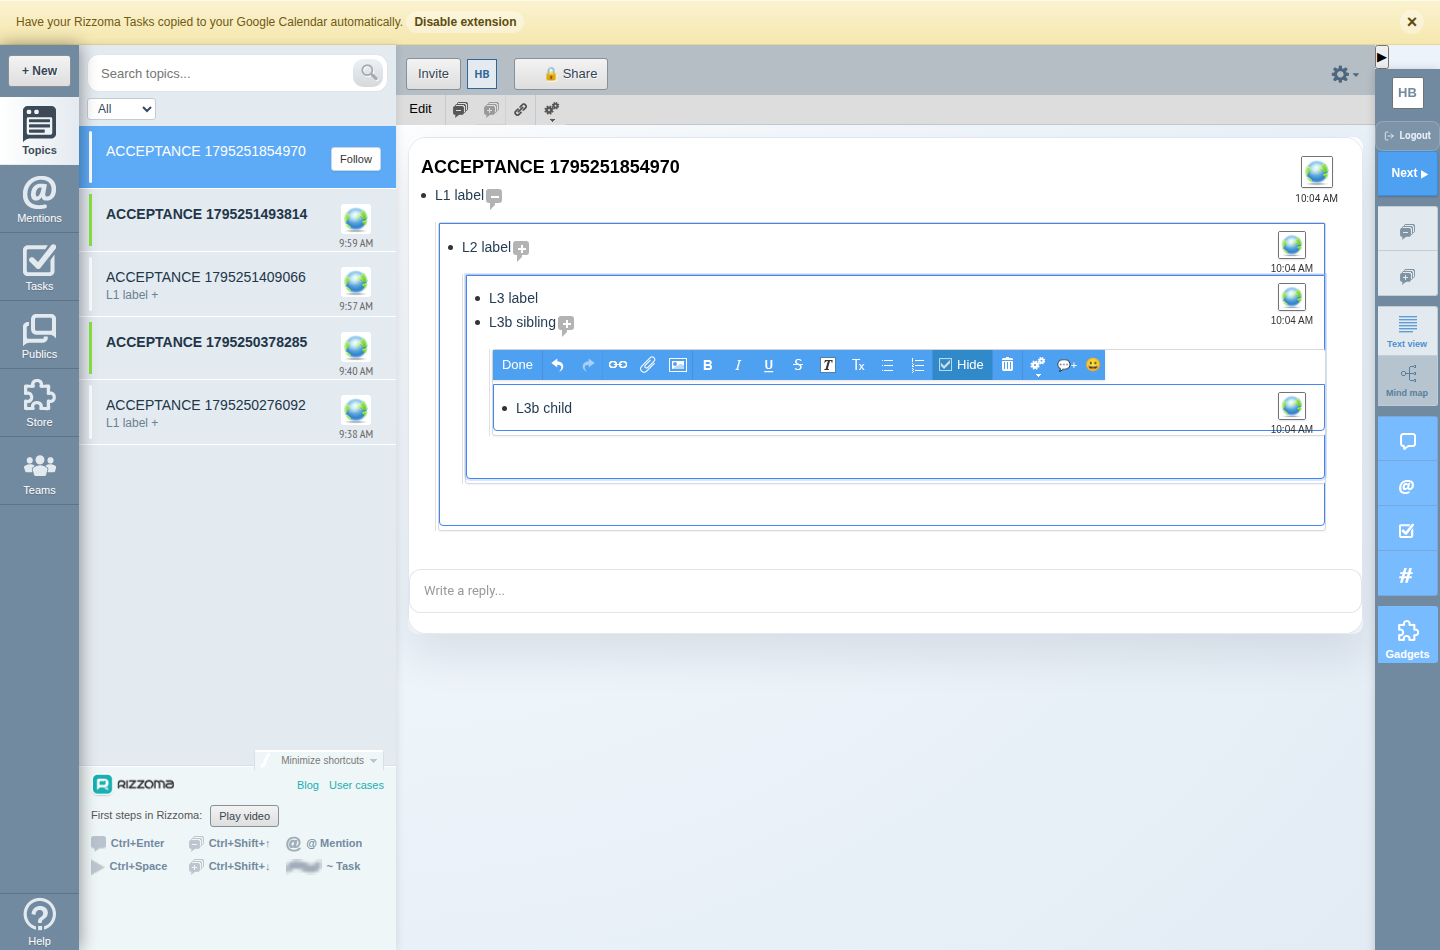 Have your Rizzoma Tasks copied to your Google Calendar automatically. Disable extension ×
+ New
Topics
Mentions
Tasks
Publics
Store
Teams
Help
Search topics...
All
ACCEPTANCE 1795251854970 Follow
ACCEPTANCE 1795251493814
9:59 AM
ACCEPTANCE 1795251409066
L1 label +
9:57 AM
ACCEPTANCE 1795250378285
9:40 AM
ACCEPTANCE 1795250276092
L1 label +
9:38 AM
Minimize shortcuts
RIZZOMA Blog User cases
First steps in Rizzoma: Play video
Ctrl+Enter Ctrl+Shift+↑ @ @ Mention
Ctrl+Space Ctrl+Shift+↓ ~ Task
Invite HB Share
Edit
ACCEPTANCE 1795251854970
L1 label
10:04 AM
L2 label
10:04 AM
L3 label
10:04 AM
L3b sibling
Done B I U S T Tx Hide
L3b child
10:04 AM
Write a reply...
HB
Logout
Next
Text view
Mind map
@
#
Gadgets